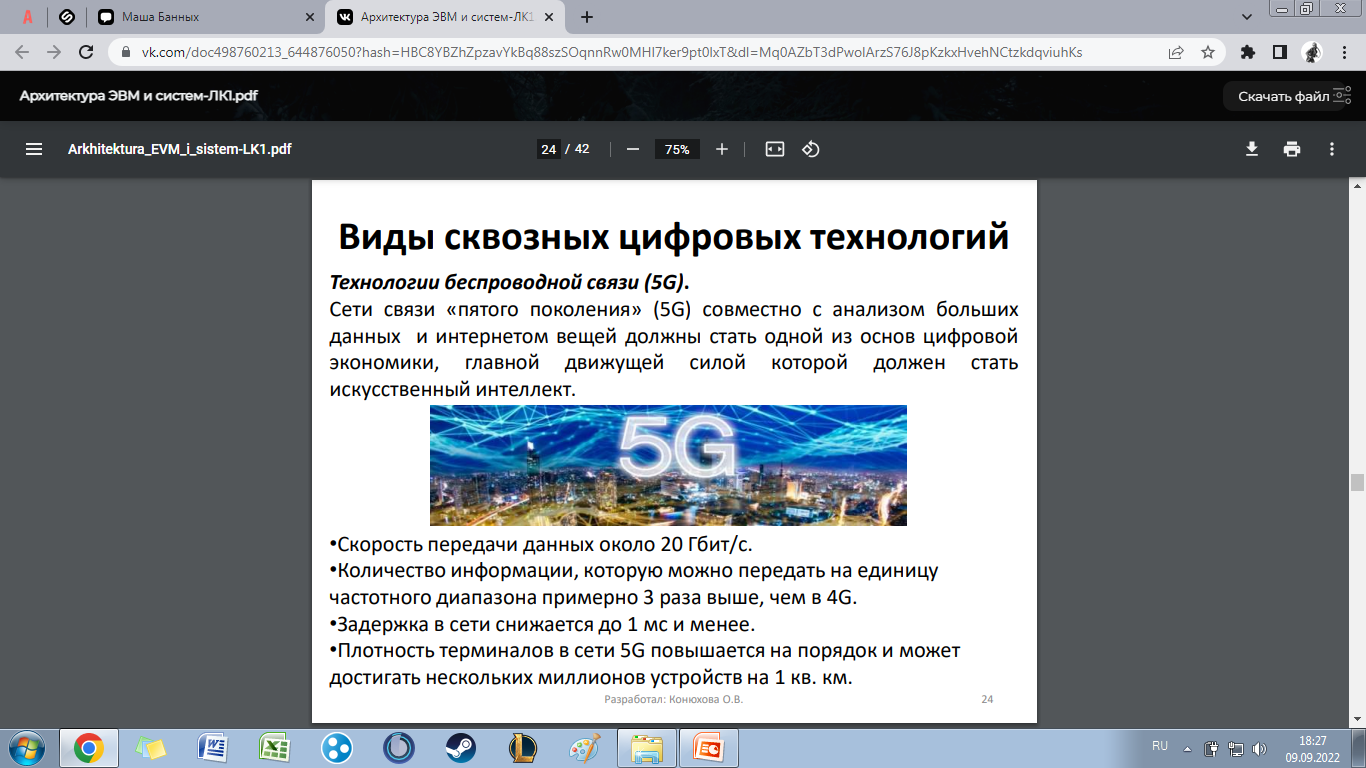 Маша Банных
Архитектура ЭВМ и систем-ЛК1
vk.com/doc498760213_644876050?hash=HBC8YBZhZpzavYkBq88szSOqnnRw0MHl7ker9pt0lxT&dl=Mq0AZbT3dPwolArzS76J8pKzkxHvehNCtzkdqviuhKs
Архитектура ЭВМ и систем-ЛК1.pdf
Скачать файл
Arkhitektura_EVM_i_sistem-LK1.pdf
24 / 42
75%
Виды сквозных цифровых технологий
Технологии беспроводной связи (5G).
Сети связи «пятого поколения» (5G) совместно с анализом больших
данных и интернетом вещей должны стать одной из основ цифровой
экономики, главной движущей силой которой должен стать
искусственный интеллект.
5G
•Скорость передачи данных около 20 Гбит/с.
•Количество информации, которую можно передать на единицу
частотного диапазона примерно 3 раза выше, чем в 4G.
•Задержка в сети снижается до 1 мс и менее.
•Плотность терминалов в сети 5G повышается на порядок и может
достигать нескольких миллионов устройств на 1 кв. км.
Разработал: Конюхова О.В.
24
RU
18:27
09.09.2022